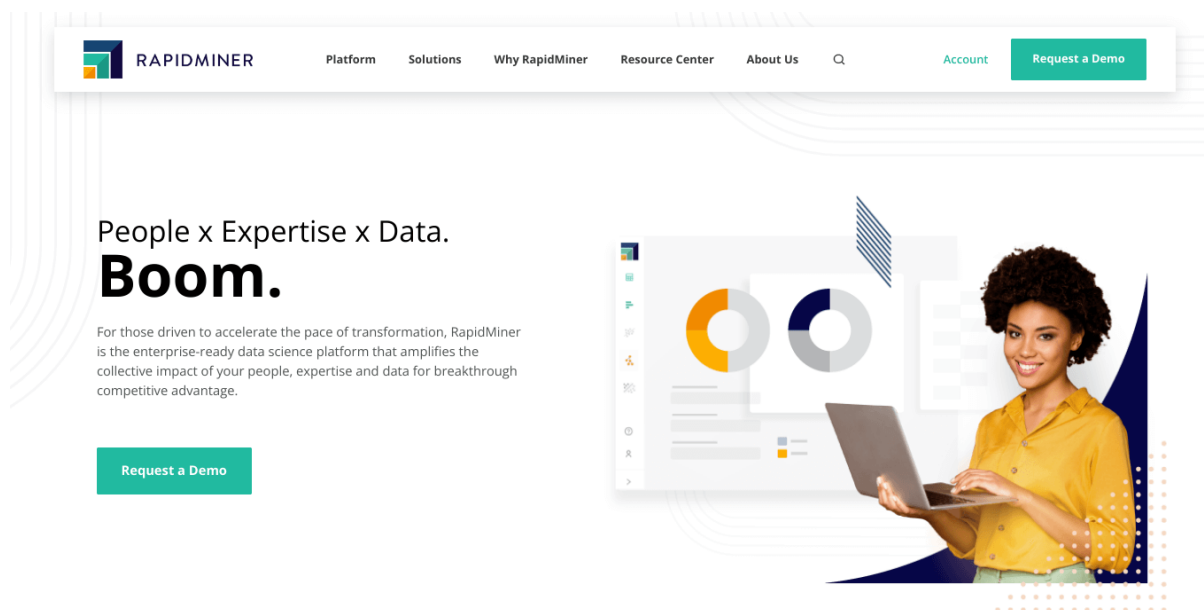 RAPIDMINER
Platform
Solutions
Why RapidMiner
Resource Center
About Us
Account
Request a Demo
People x Expertise x Data.
Boom.
For those driven to accelerate the pace of transformation, RapidMiner
is the enterprise-ready data science platform that amplifies the
collective impact of your people, expertise and data for breakthrough
competitive advantage.
Request a Demo